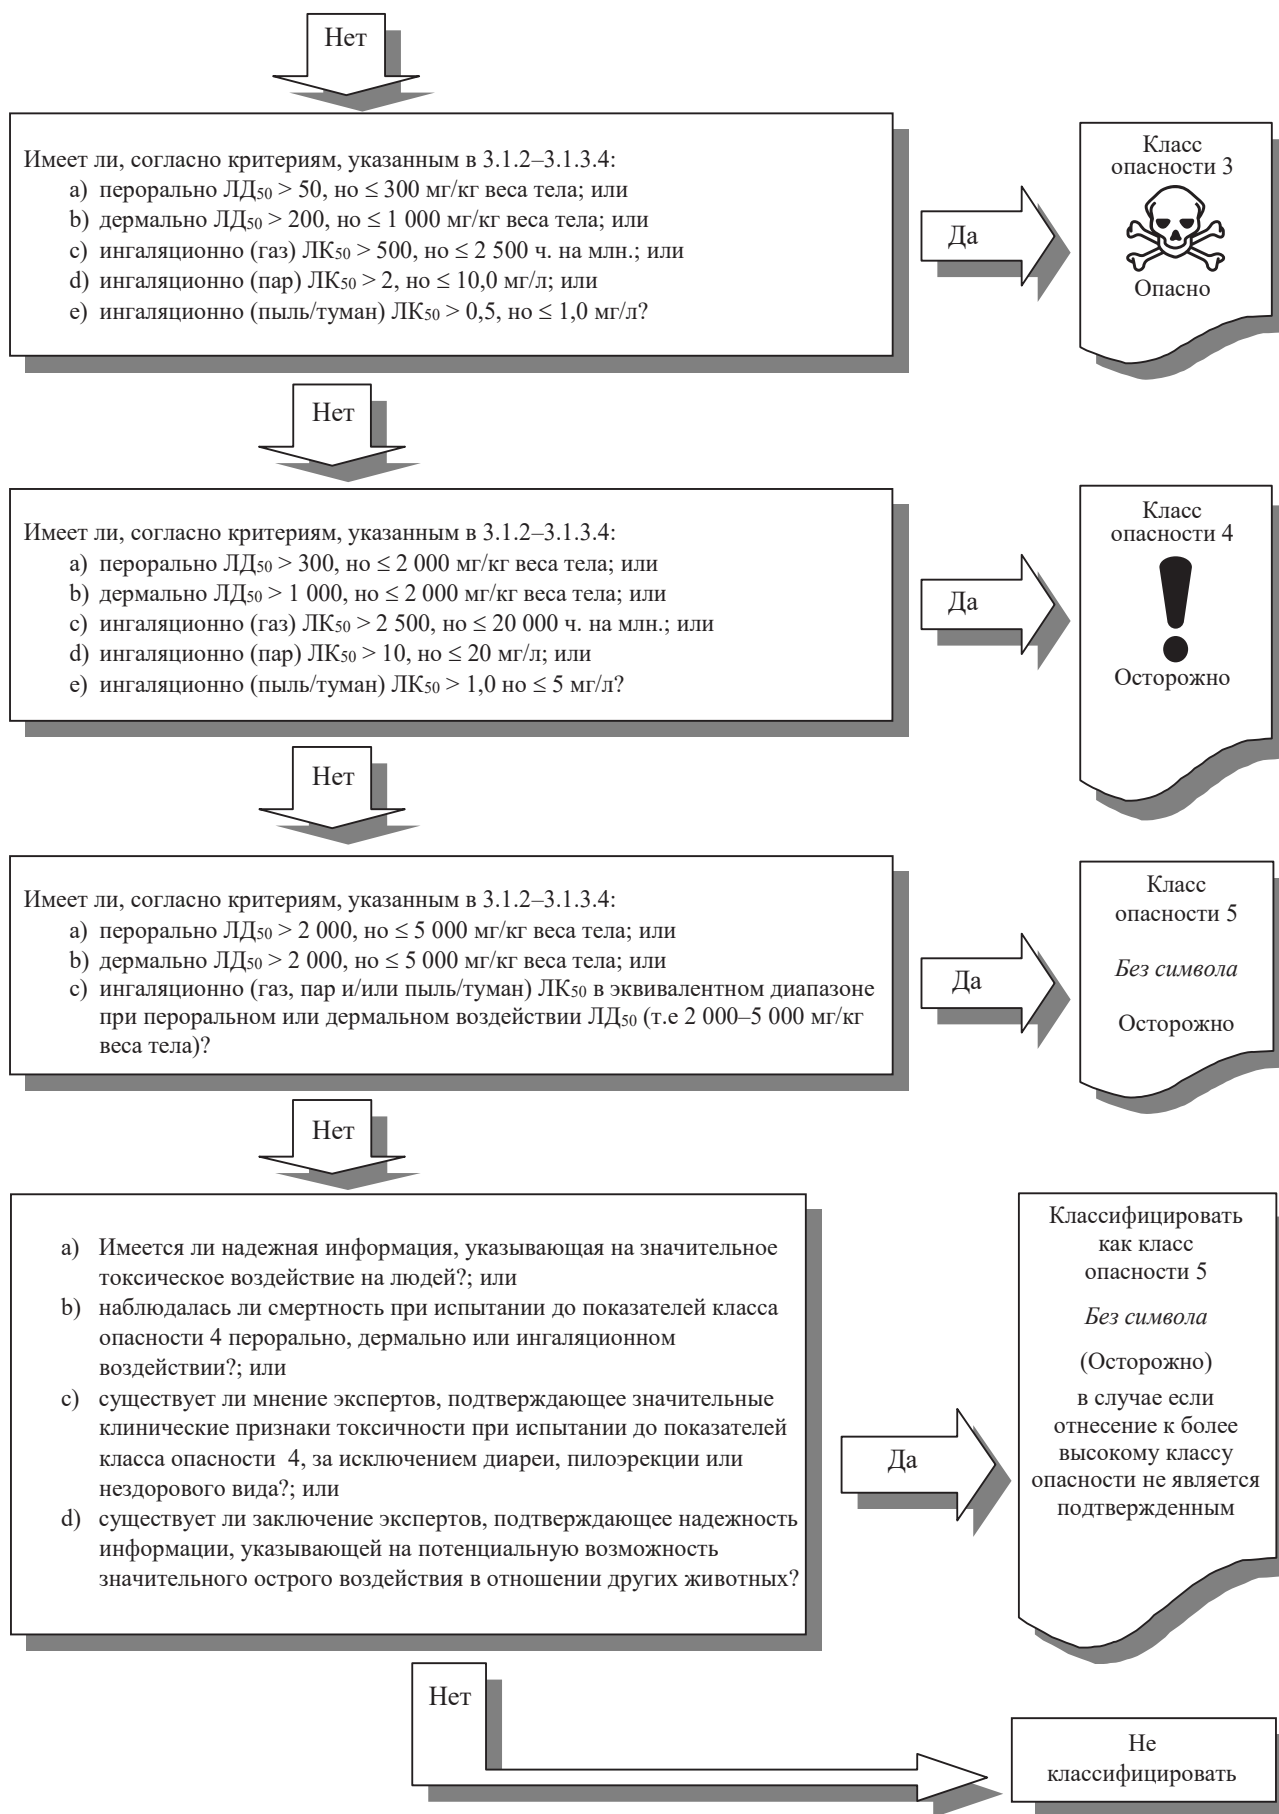 Нет
Имеет ли, согласно критериям, указанным в 3.1.2–3.1.3.4:
a) перорально ЛД50 > 50, но ≤ 300 мг/кг веса тела; или
b) дермально ЛД50 > 200, но ≤ 1 000 мг/кг веса тела; или
c) ингаляционно (газ) ЛК50 > 500, но ≤ 2 500 ч. на млн.; или
d) ингаляционно (пар) ЛК50 > 2, но ≤ 10,0 мг/л; или
e) ингаляционно (пыль/туман) ЛК50 > 0,5, но ≤ 1,0 мг/л?
Да
Класс
опасности 3
Опасно
Нет
Имеет ли, согласно критериям, указанным в 3.1.2–3.1.3.4:
a) перорально ЛД50 > 300, но ≤ 2 000 мг/кг веса тела; или
b) дермально ЛД50 > 1 000, но ≤ 2 000 мг/кг веса тела; или
c) ингаляционно (газ) ЛК50 > 2 500, но ≤ 20 000 ч. на млн.; или
d) ингаляционно (пар) ЛК50 > 10, но ≤ 20 мг/л; или
e) ингаляционно (пыль/туман) ЛК50 > 1,0 но ≤ 5 мг/л?
Да
Класс
опасности 4
Осторожно
Нет
Имеет ли, согласно критериям, указанным в 3.1.2–3.1.3.4:
a) перорально ЛД50 > 2 000, но ≤ 5 000 мг/кг веса тела; или
b) дермально ЛД50 > 2 000, но ≤ 5 000 мг/кг веса тела; или
c) ингаляционно (газ, пар и/или пыль/туман) ЛК50 в эквивалентном диапазоне
при пероральном или дермальном воздействии ЛД50 (т.е 2 000–5 000 мг/кг
веса тела)?
Да
Класс
опасности 5
Без символа
Осторожно
Нет
a) Имеется ли надежная информация, указывающая на значительное
токсическое воздействие на людей?; или
b) наблюдалась ли смертность при испытании до показателей класса
опасности 4 перорально, дермально или ингаляционном
воздействии?; или
c) существует ли мнение экспертов, подтверждающее значительные
клинические признаки токсичности при испытании до показателей
класса опасности 4, за исключением диареи, пилоэрекции или
нездорового вида?; или
d) существует ли заключение экспертов, подтверждающее надежность
информации, указывающей на потенциальную возможность
значительного острого воздействия в отношении других животных?
Да
Классифицировать
как класс
опасности 5
Без символа
(Осторожно)
в случае если
отнесение к более
высокому классу
опасности не является
подтвержденным
Нет
Не
классифицировать